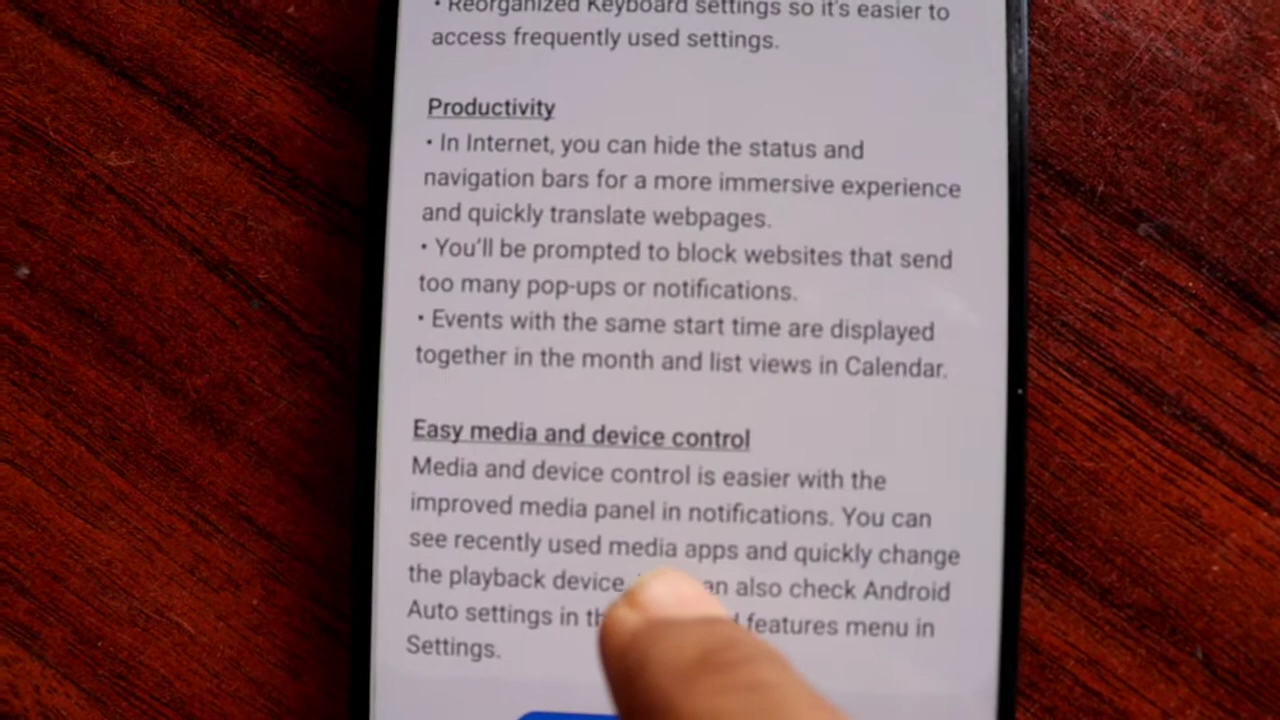 • Reorganized Keyboard settings so it's easier to
access frequently used settings.
Productivity
• In Internet, you can hide the status and
navigation bars for a more immersive experience
and quickly translate webpages.
• You'll be prompted to block websites that send
too many pop-ups or notifications.
• Events with the same start time are displayed
together in the month and list views in Calendar.
Easy media and device control
Media and device control is easier with the
improved media panel in notifications. You can
see recently used media apps and quickly change
the playback device. also check Android
Auto settings in features menu in
Settings.